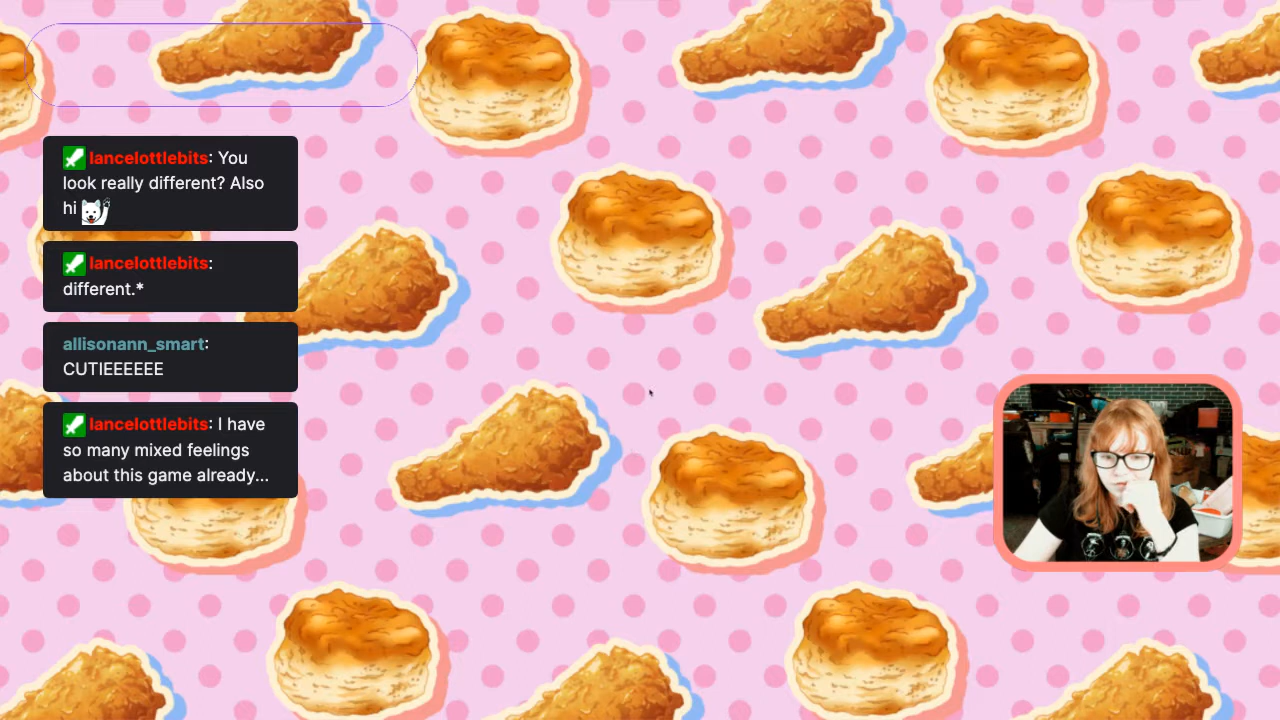 lancelottlebits: You
look really different? Also
hi
lancelottlebits:
different.*
allisonann_smart:
CUTIEEEEEE
lancelottlebits: I have
so many mixed feelings
about this game already...